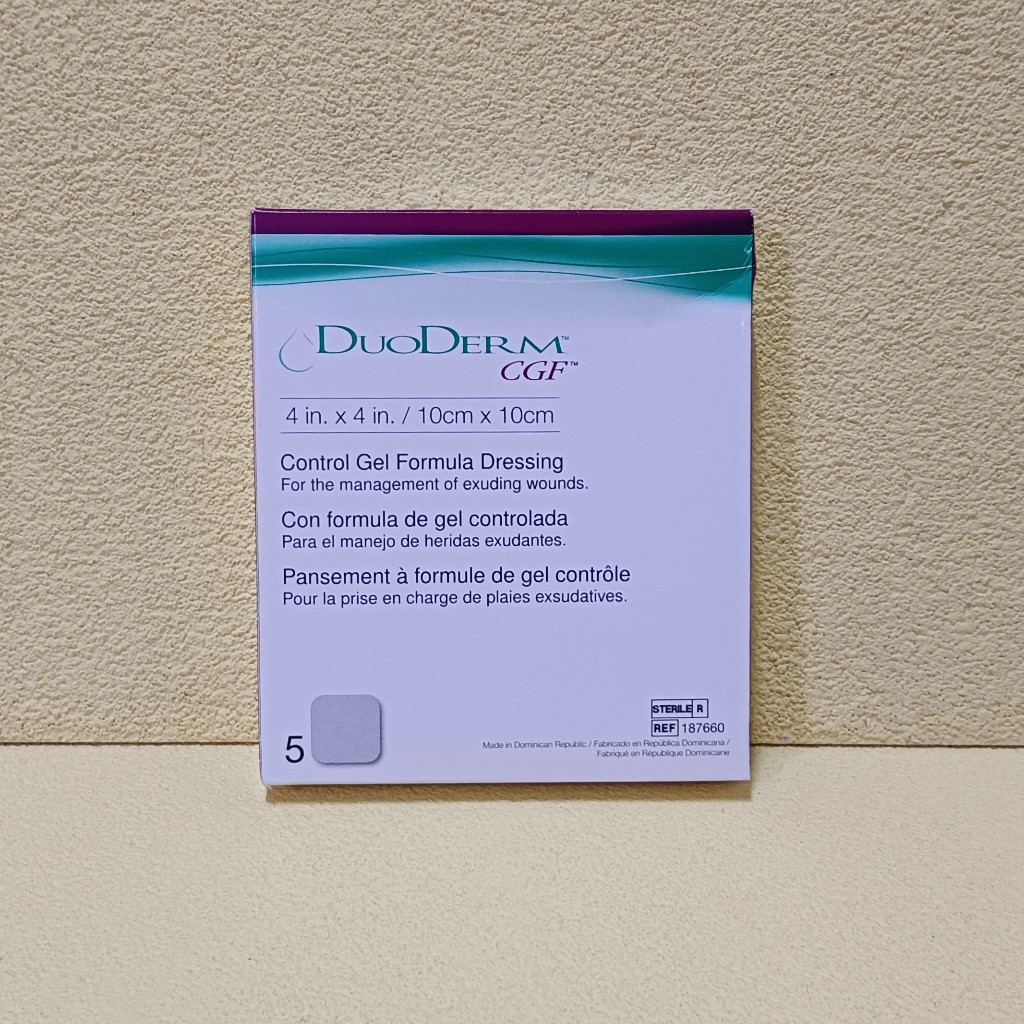 DUODERM™
CGF™
4 in. x 4 in. / 10cm x 10cm
Control Gel Formula Dressing
For the management of exuding wounds.
Con formula de gel controlada
Para el manejo de heridas exudantes.
Pansement à formule de gel contrôle
Pour la prise en charge de plaies exsudatives.
5
STERILE R
REF 187660
Made in Dominican Republic / Fabricado en República Dominicana /
Fabriqué en République Dominicaine